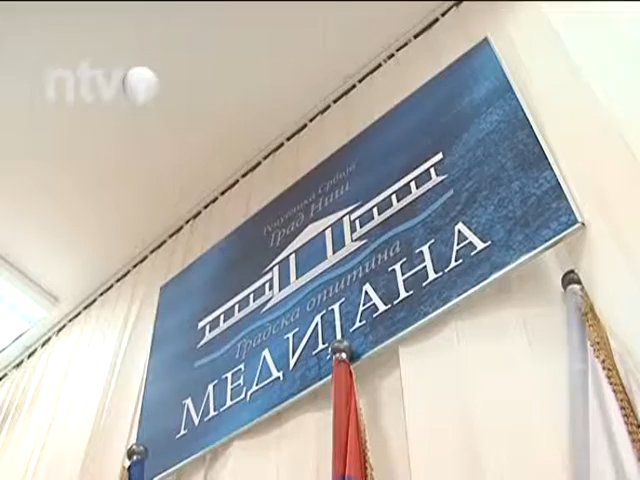 ntv
Република Србија
Град Ниш
Градска општина
МЕДИЈАНА